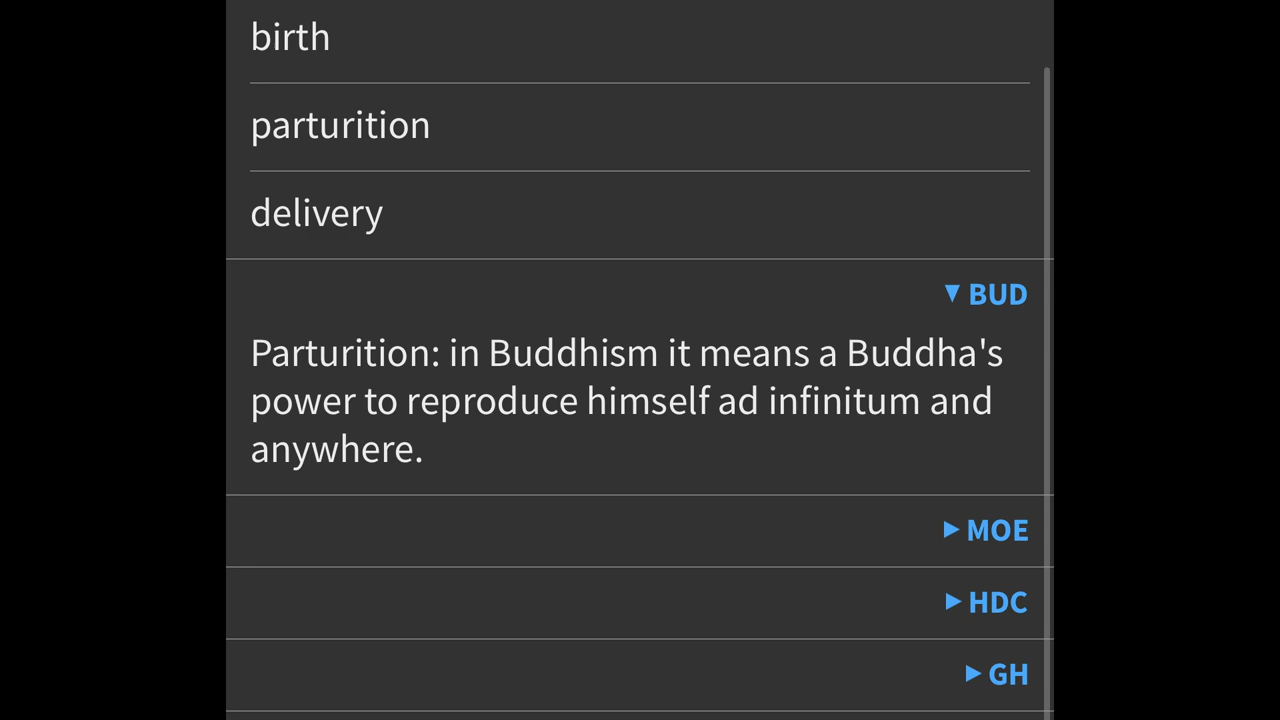 birth
parturition
delivery
▼ BUD
Parturition: in Buddhism it means a Buddha's
power to reproduce himself ad infinitum and
anywhere.
▶ MOE
▶ HDC
▶ GH